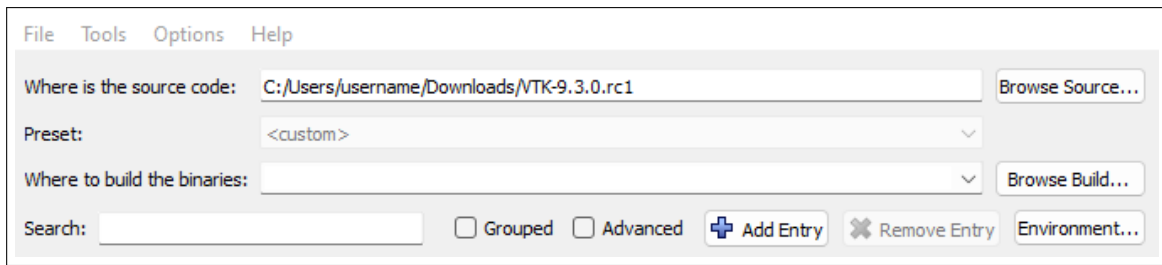 File Tools Options Help
Where is the source code: C:/Users/username/Downloads/VTK-9.3.0.rc1 Browse Source...
Preset: <custom>
Where to build the binaries: Browse Build...
Search: Grouped Advanced Add Entry Remove Entry Environment...